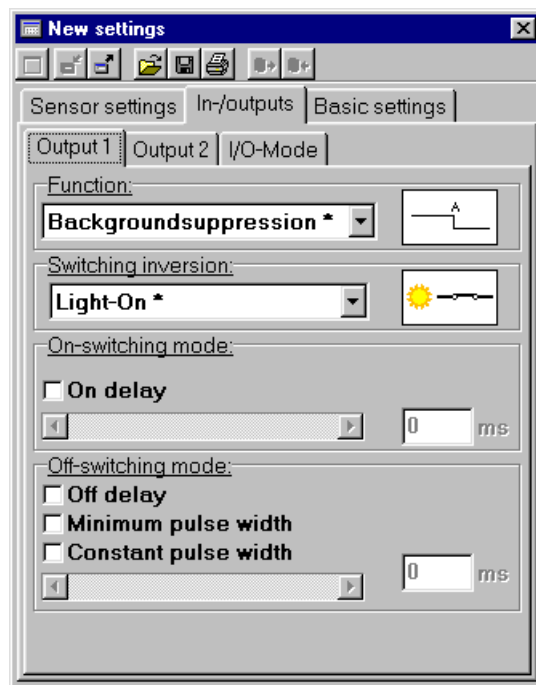 New settings
Sensor settings In-/outputs Basic settings
Output 1 Output 2 I/O-Mode
Function:
Backgroundsuppression *
A
Switching inversion:
Light-On *
On-switching mode:
On delay
0 ms
Off-switching mode:
Off delay
Minimum pulse width
Constant pulse width
0 ms